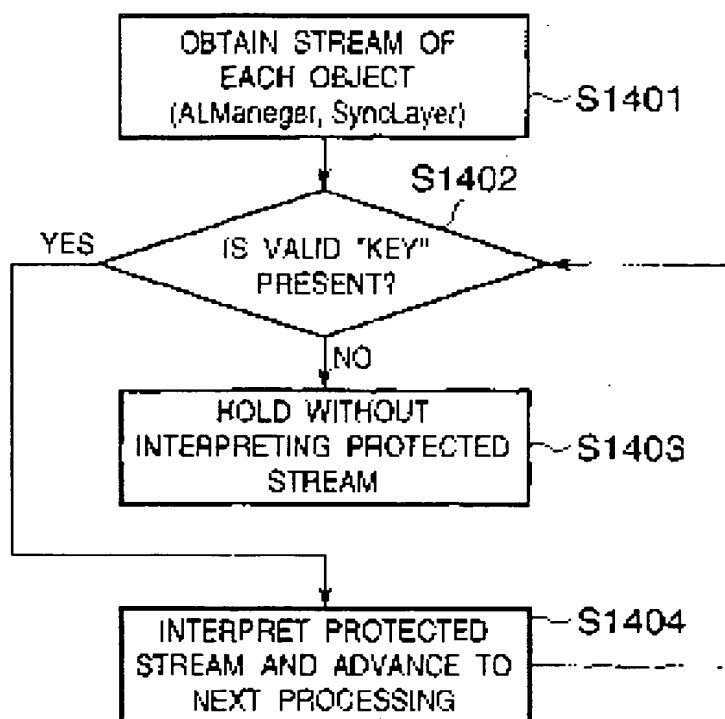 OBTAIN STREAM OF
EACH OBJECT
(ALManeger, SyncLayer)
S1401
S1402
YES
IS VALID "KEY"
PRESENT?
NO
HOLD WITHOUT
INTERPRETING PROTECTED
STREAM
S1403
S1404
INTERPRET PROTECTED
STREAM AND ADVANCE TO
NEXT PROCESSING